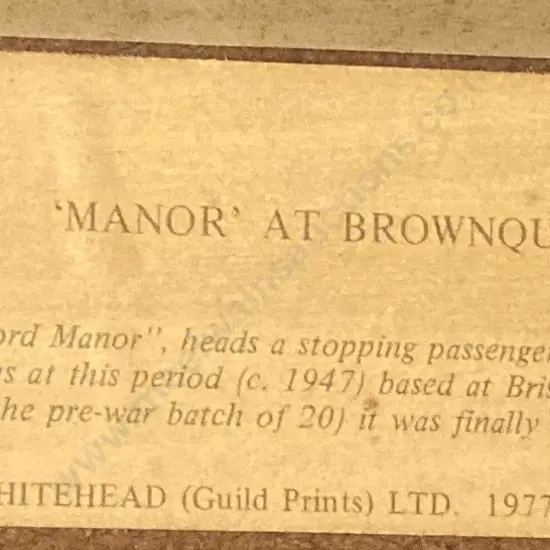 'MANOR' AT BROWNQU
ord Manor", heads a stopping passenge
s at this period (c. 1947) based at Bris
he pre-war batch of 20) it was finally
HITEHEAD (Guild Prints) LTD. 1977